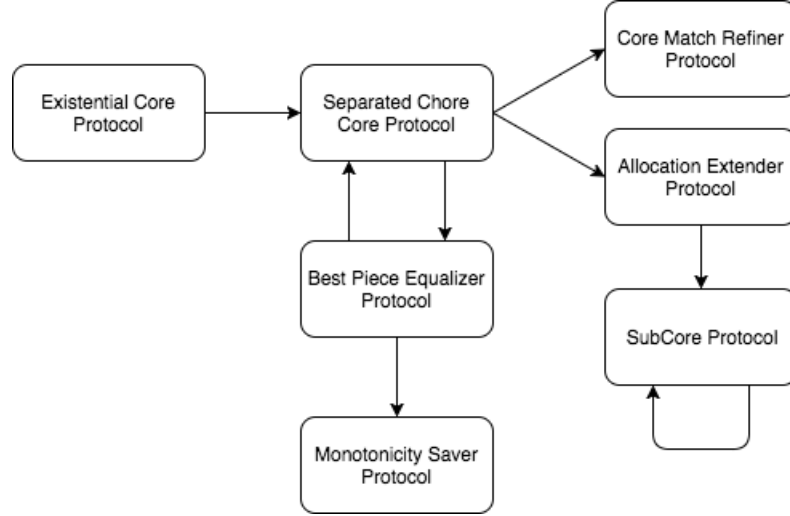 Core Match Refiner
Protocol
Existential Core
Protocol
Separated Chore
Core Protocol
Allocation Extender
Protocol
Best Piece Equalizer
Protocol
SubCore Protocol
Monotonicity Saver
Protocol